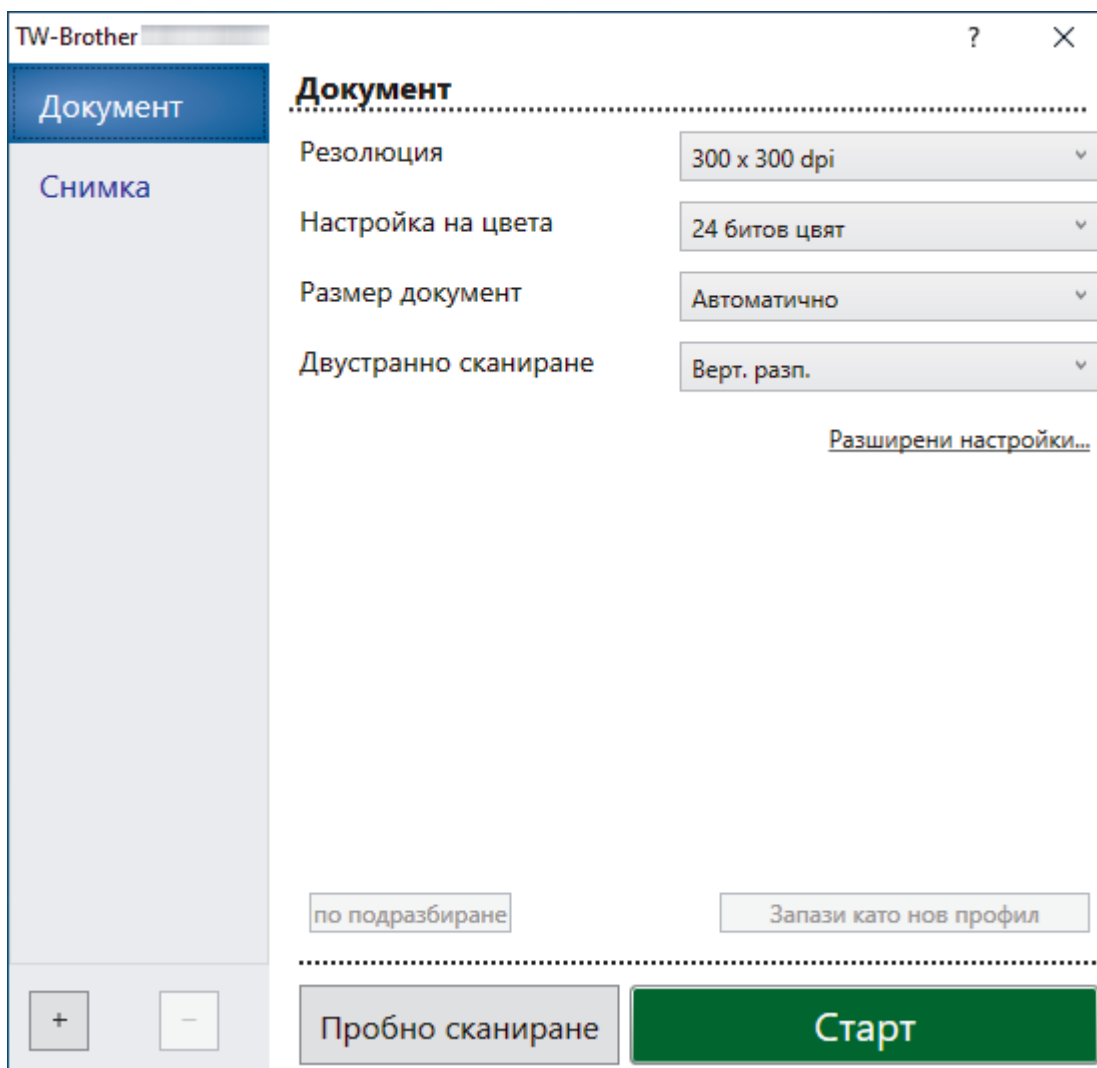 TW-Brother
?
Документ
Снимка
+
−
Документ
Резолюция
300 x 300 dpi
Настройка на цвета
24 битов цвят
Размер документ
Автоматично
Двустранно сканиране
Верт. разп.
Разширени настройки...
по подразбиране
Запази като нов профил
Пробно сканиране
Старт